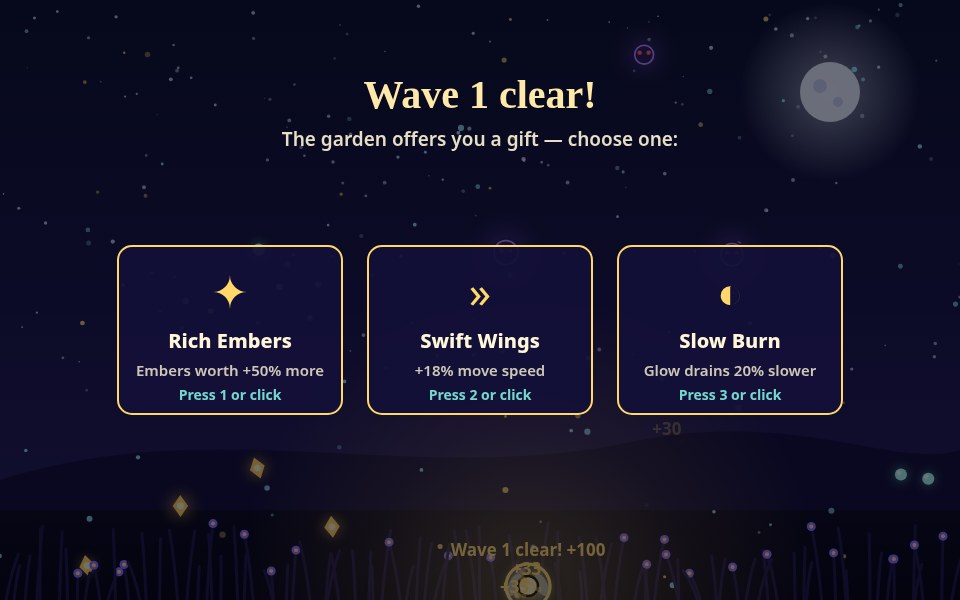 Wave 1 clear!
The garden offers you a gift — choose one:
Rich Embers
Embers worth +50% more
Press 1 or click
Swift Wings
+18% move speed
Press 2 or click
Slow Burn
Glow drains 20% slower
Press 3 or click
+30
Wave 1 clear! +100